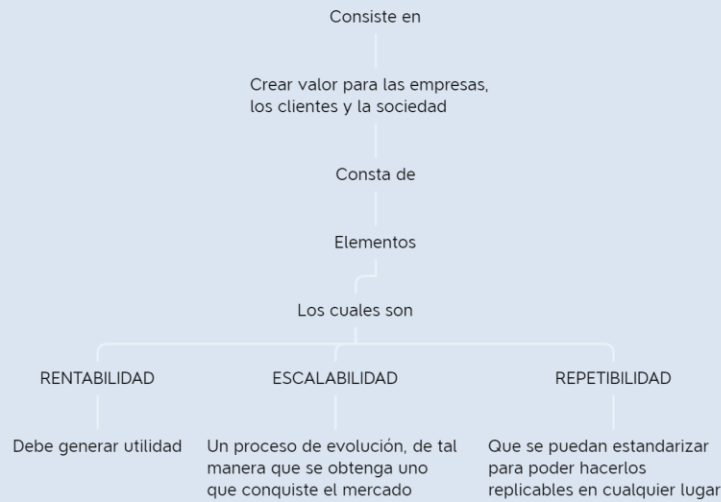 Consiste en
Crear valor para las empresas,
los clientes y la sociedad
Consta de
Elementos
Los cuales son
RENTABILIDAD
ESCALABILIDAD
REPETIBILIDAD
Debe generar utilidad
Un proceso de evolución, de tal
manera que se obtenga uno
que conquiste el mercado
Que se puedan estandarizar
para poder hacerlos
replicables en cualquier lugar